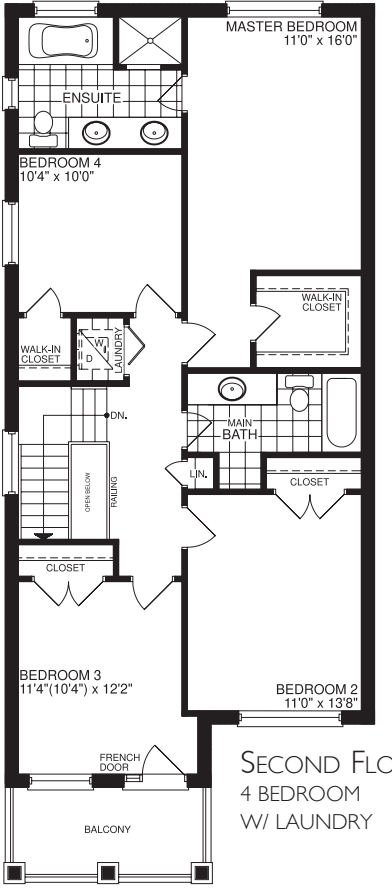 MASTER BEDROOM
11'0" x 16'0"
ENSUITE
BEDROOM 4
10'4" x 10'0"
WALK-IN
CLOSET
WALK-IN
CLOSET
W
D
LAUNDRY
DN.
MAIN
BATH
LIN.
OPEN BELOW
RAILING
CLOSET
CLOSET
BEDROOM 3
11'4"(10'4") x 12'2"
BEDROOM 2
11'0" x 13'8"
FRENCH
DOOR
BALCONY
SECOND FLO
4 BEDROOM
W/ LAUNDRY